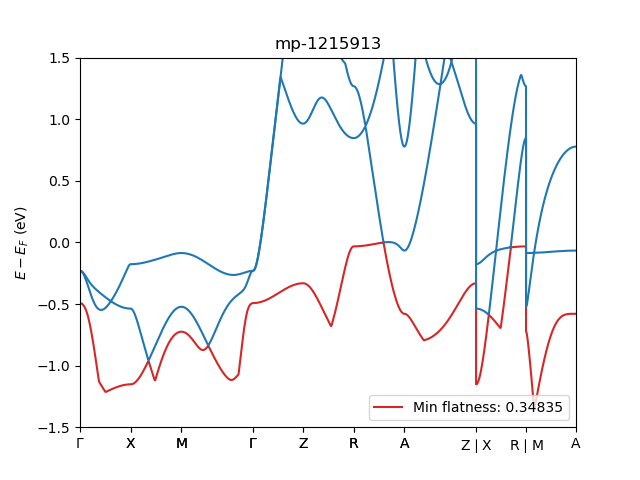 mp-1215913
E − E_F (eV)
1.5
1.0
0.5
0.0
−0.5
−1.0
−1.5
Min flatness: 0.34835
Γ X M Γ Z R A Z | X R | M A